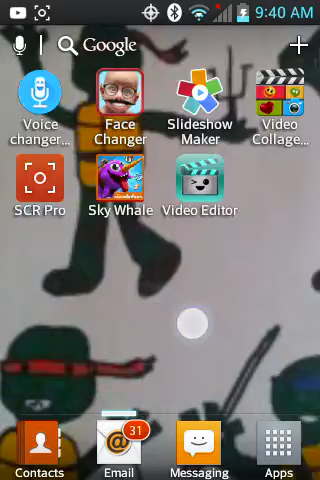 9:40 AM
Google
Voice changer...
Face Changer
Slideshow Maker
Video Collage...
SCR Pro
Sky Whale
Video Editor
31
Contacts
Email
Messaging
Apps